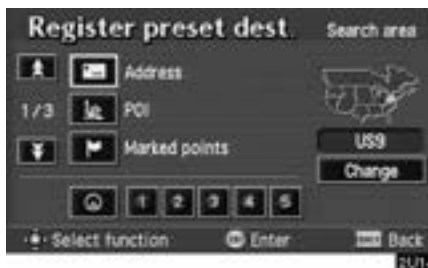 Register preset dest.
Search area
Address
1/3
POI
Marked points
US9
Change
1 2 3 4 5
Select function
Enter
Back